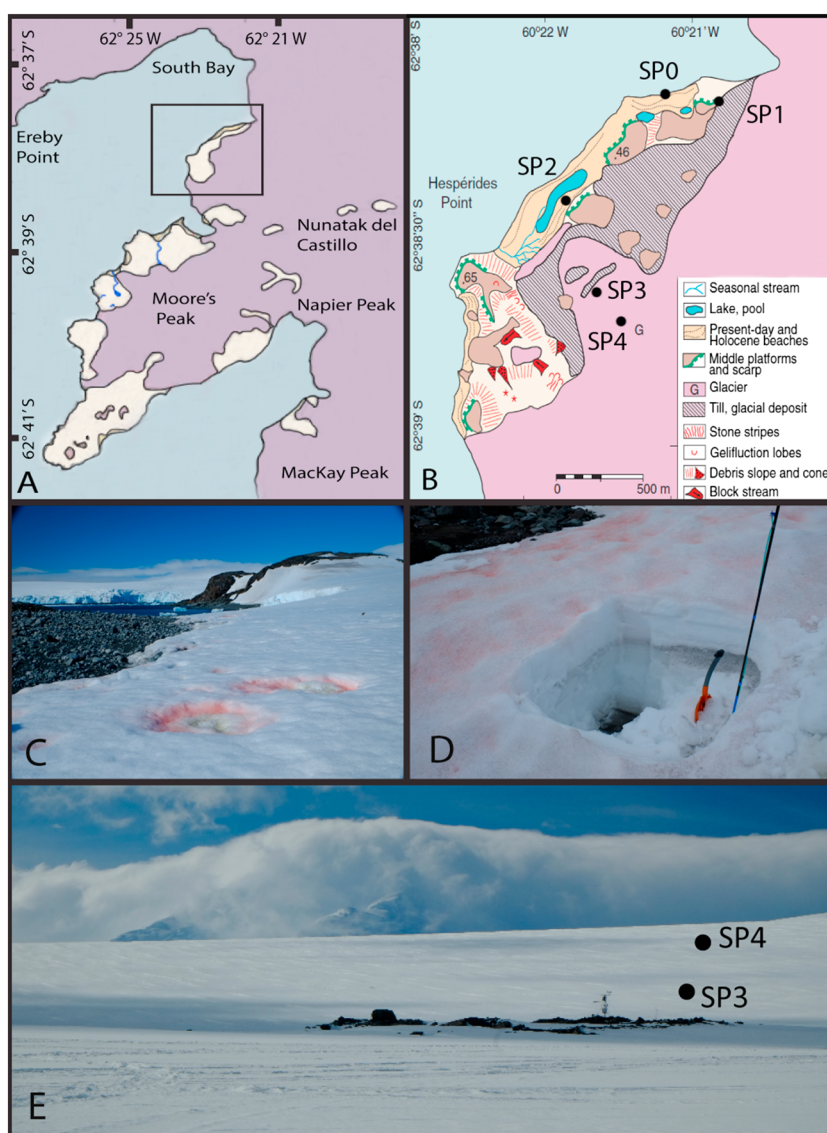 62° 25 W
62° 21 W
62° 37' S
South Bay
Ereby
Point
62° 39' S
Nunatak del
Castillo
Moore's
Peak
Napier Peak
62° 41' S
MacKay Peak
A
60°22' W
60°21' W
62°38' S
SP0
SP1
.46
SP2
Hespérides
Point
62°38'30" S
65
SP3
SP4
G
62°39' S
B
0
500 m
Seasonal stream
Lake, pool
Present-day and
Holocene beaches
Middle platforms
and scarp
G
Glacier
Till, glacial deposit
Stone stripes
Gelifluction lobes
Debris slope and cone
Block stream
C
D
SP4
SP3
E